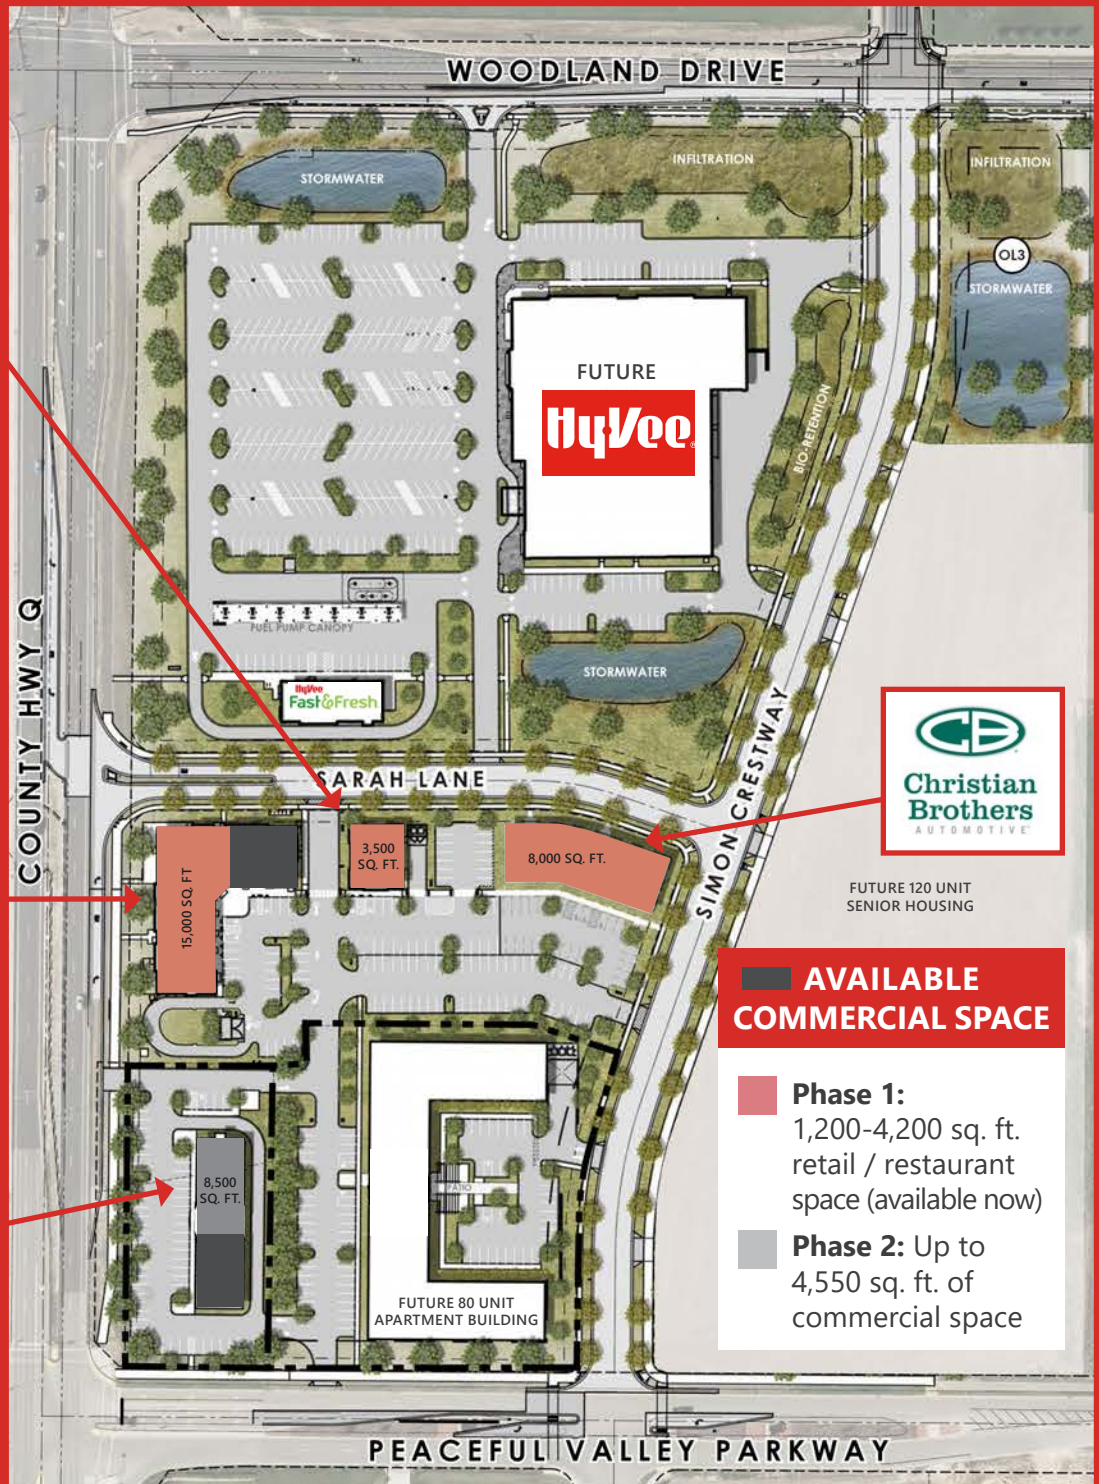 WOODLAND DRIVE
STORMWATER
INFILTRATION
INFILTRATION
OL3
STORMWATER
FUTURE
HyVee
BIO-RETENTION
COUNTY HWY Q
FUEL PUMP CANOPY
STORMWATER
HyVee
Fast&Fresh
SARAH LANE
SIMON CRESTWAY
CB
Christian
Brothers
AUTOMOTIVE
15,000 SQ. FT
3,500
SQ. FT.
8,000 SQ. FT.
FUTURE 120 UNIT
SENIOR HOUSING
AVAILABLE
COMMERCIAL SPACE
Phase 1:
1,200-4,200 sq. ft.
retail / restaurant
space (available now)
Phase 2: Up to
4,550 sq. ft. of
commercial space
8,500
SQ. FT.
PATIO
FUTURE 80 UNIT
APARTMENT BUILDING
PEACEFUL VALLEY PARKWAY